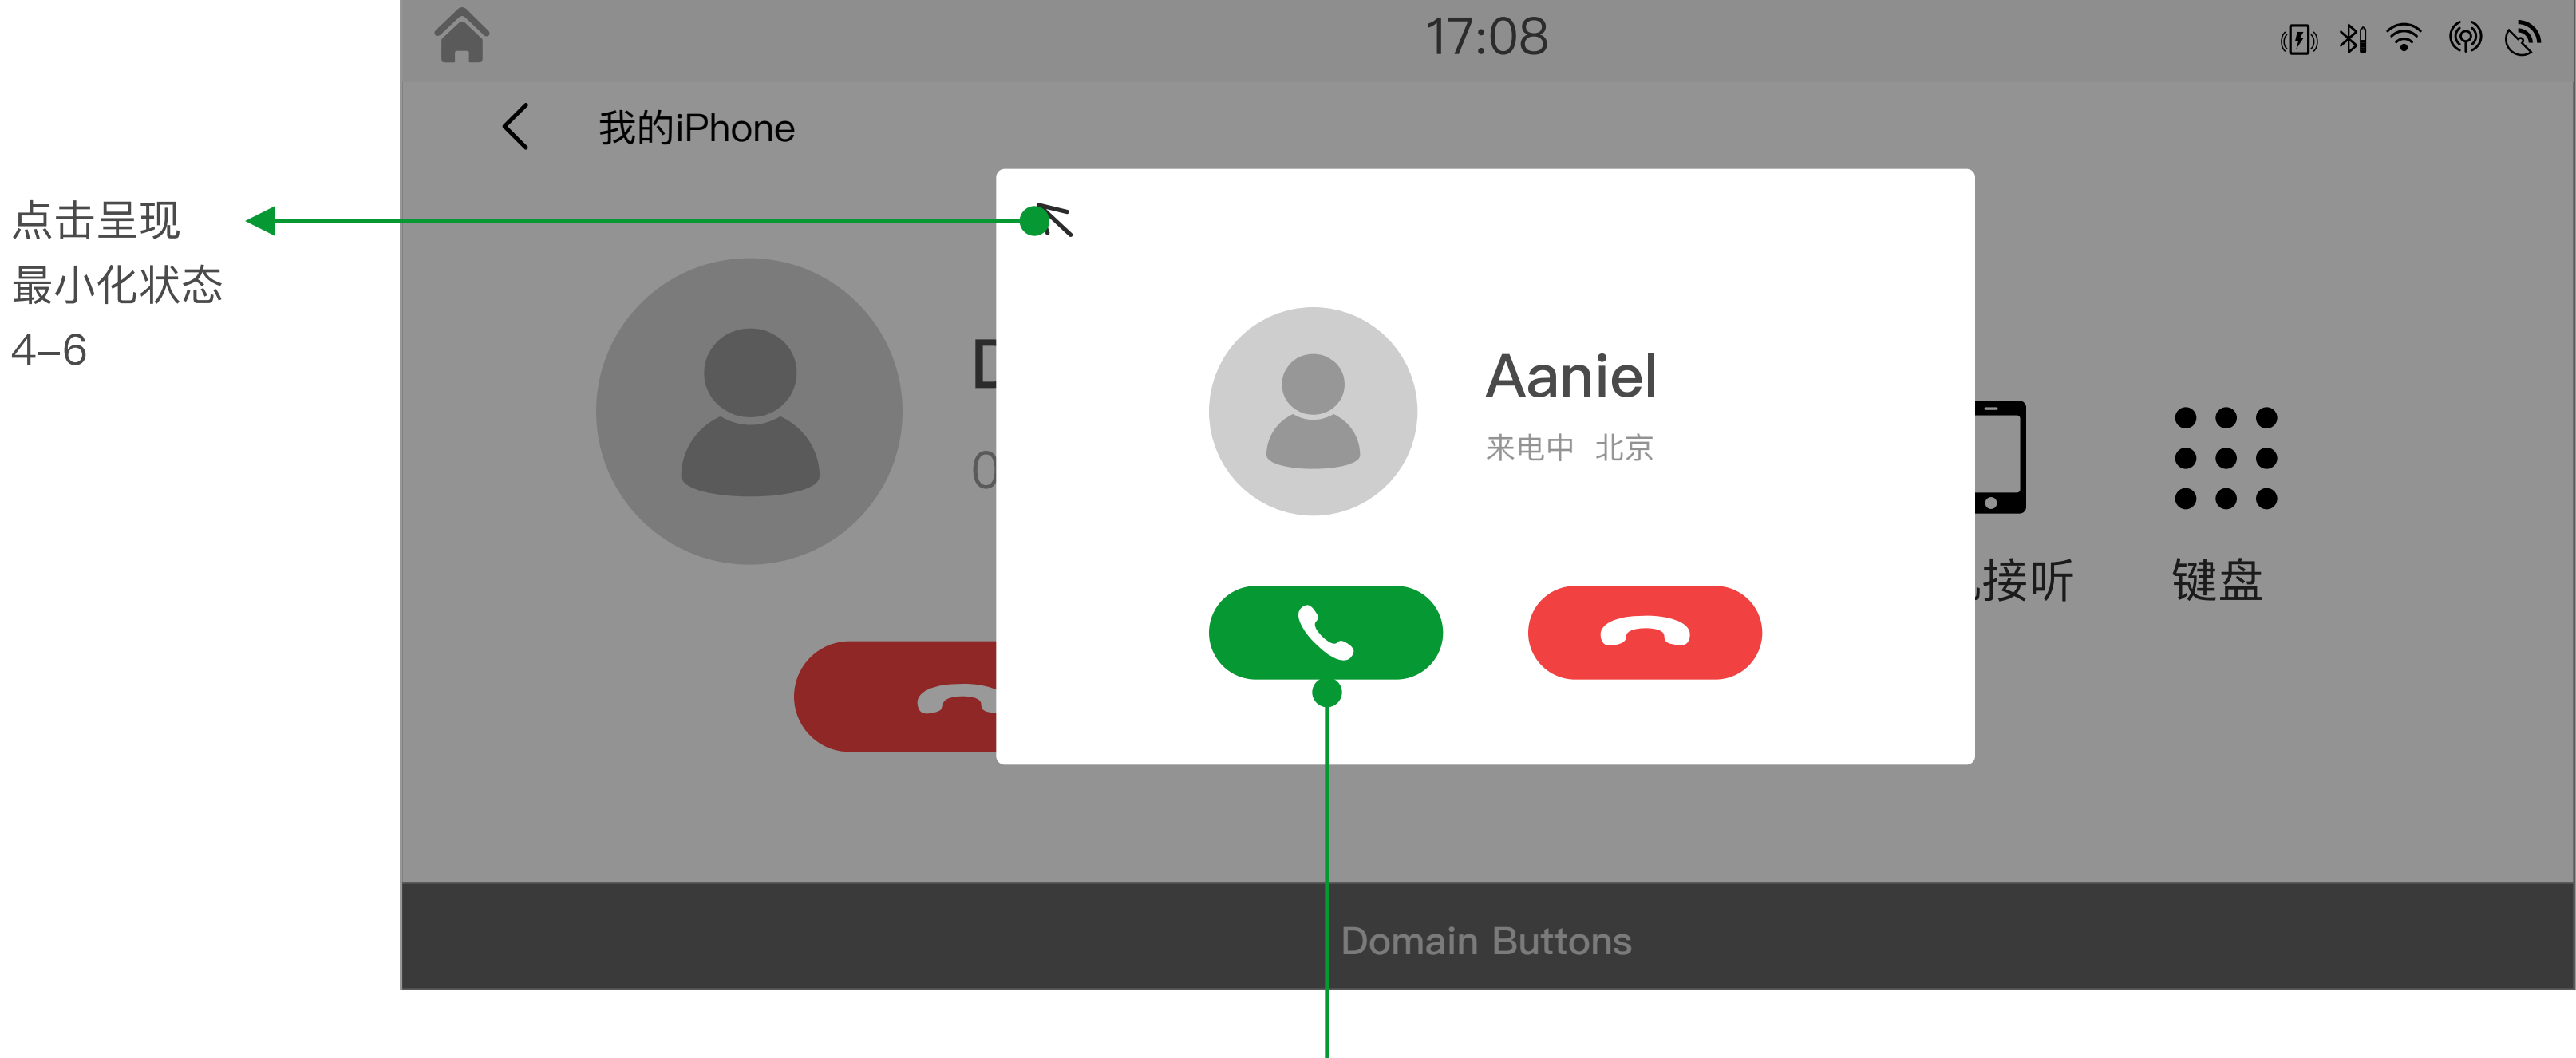 17:08
我的iPhone
点击呈现
最小化状态
4–6
Aaniel
来电中 北京
接听
键盘
Domain Buttons